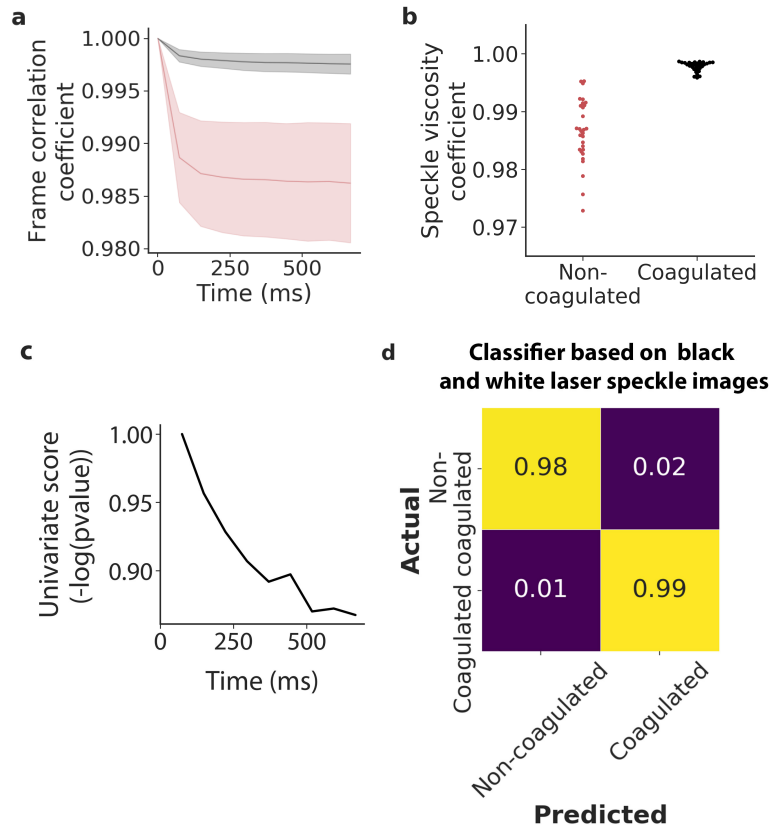 a
Frame correlation
coefficient
1.000
0.995
0.990
0.985
0.980
0
250
500
Time (ms)
b
Speckle viscosity
coefficient
1.00
0.99
0.98
0.97
Non-
coagulated
Coagulated
c
Univariate score
(-log(pvalue))
1.00
0.95
0.90
0
250
500
Time (ms)
d
Classifier based on  black
and white laser speckle images
Actual
Non-
coagulated
Coagulated
0.98
0.02
0.01
0.99
Non-coagulated
Coagulated
Predicted